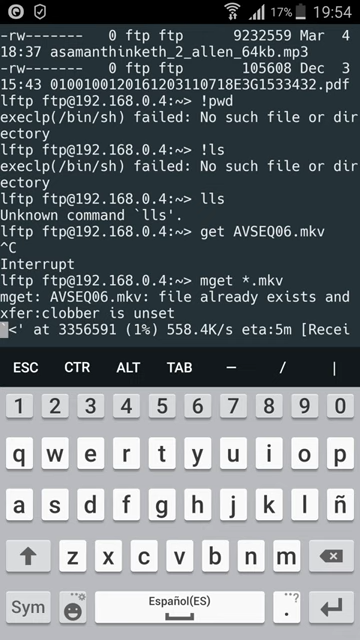 17% 19:54
-rw------- 0 ftp ftp 9232559 Mar 4
18:37 asamanthinketh_2_allen_64kb.mp3
-rw------- 0 ftp ftp 105608 Dec 3
15:43 0100100120161203110718E3G1533432.pdf
lftp ftp@192.168.0.4:~> !pwd
execlp(/bin/sh) failed: No such file or dir
ectory
lftp ftp@192.168.0.4:~> !ls
execlp(/bin/sh) failed: No such file or dir
ectory
lftp ftp@192.168.0.4:~> lls
Unknown command `lls'.
lftp ftp@192.168.0.4:~> get AVSEQ06.mkv
^C
Interrupt
lftp ftp@192.168.0.4:~> mget *.mkv
mget: AVSEQ06.mkv: file already exists and
xfer:clobber is unset
`<' at 3356591 (1%) 558.4K/s eta:5m [Recei
ESC CTR ALT TAB — / |
1 2 3 4 5 6 7 8 9 0
q w e r t y u i o p
a s d f g h j k l ñ
z x c v b n m
Sym Español(ES) . ,?